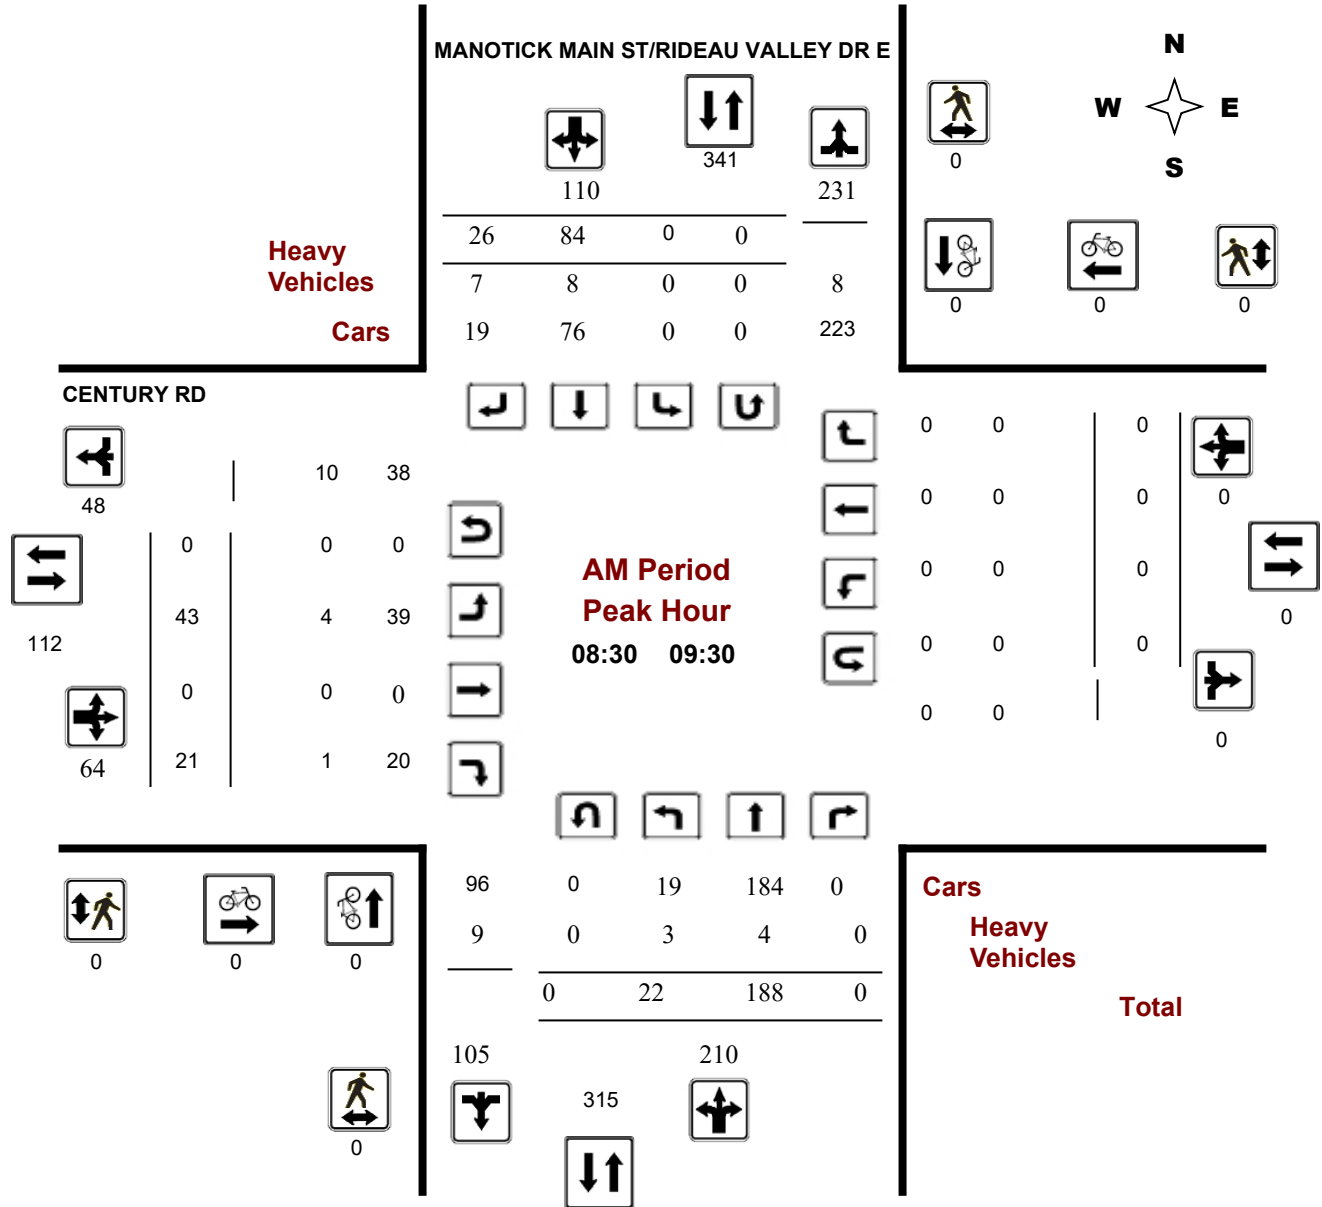 MANOTICK MAIN ST/RIDEAU VALLEY DR E
N
W E
S
341
110 231
0
26 84 0 0
Heavy
Vehicles
7 8 0 0 8
Cars
19 76 0 0 223
0 0 0
CENTURY RD
48
10 38
0 0 0
43 4 39
112
0 0 0
64
21 1 20
AM Period
Peak Hour
08:30 09:30
0 0 0
0 0 0 0
0 0 0
0
0 0 0
0 0
0
96 0 19 184 0
Cars
9 0 3 4 0
Heavy
Vehicles
0 0 0
0 22 188 0
Total
105 210
315
0